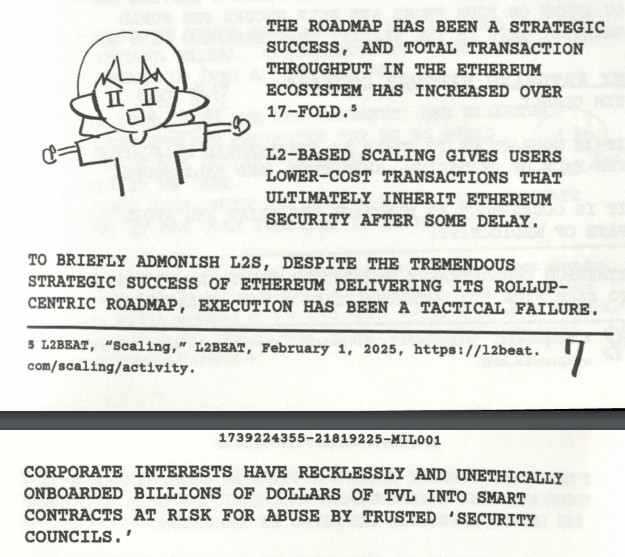 THE ROADMAP HAS BEEN A STRATEGIC
SUCCESS, AND TOTAL TRANSACTION
THROUGHPUT IN THE ETHEREUM
ECOSYSTEM HAS INCREASED OVER
17-FOLD.⁵
L2-BASED SCALING GIVES USERS
LOWER-COST TRANSACTIONS THAT
ULTIMATELY INHERIT ETHEREUM
SECURITY AFTER SOME DELAY.
TO BRIEFLY ADMONISH L2S, DESPITE THE TREMENDOUS
STRATEGIC SUCCESS OF ETHEREUM DELIVERING ITS ROLLUP-
CENTRIC ROADMAP, EXECUTION HAS BEEN A TACTICAL FAILURE.
⁵ L2BEAT, “Scaling,” L2BEAT, February 1, 2025, https://l2beat.
com/scaling/activity.
7
1739224355-21819225-MIL001
CORPORATE INTERESTS HAVE RECKLESSLY AND UNETHICALLY
ONBOARDED BILLIONS OF DOLLARS OF TVL INTO SMART
CONTRACTS AT RISK FOR ABUSE BY TRUSTED ‘SECURITY
COUNCILS.’